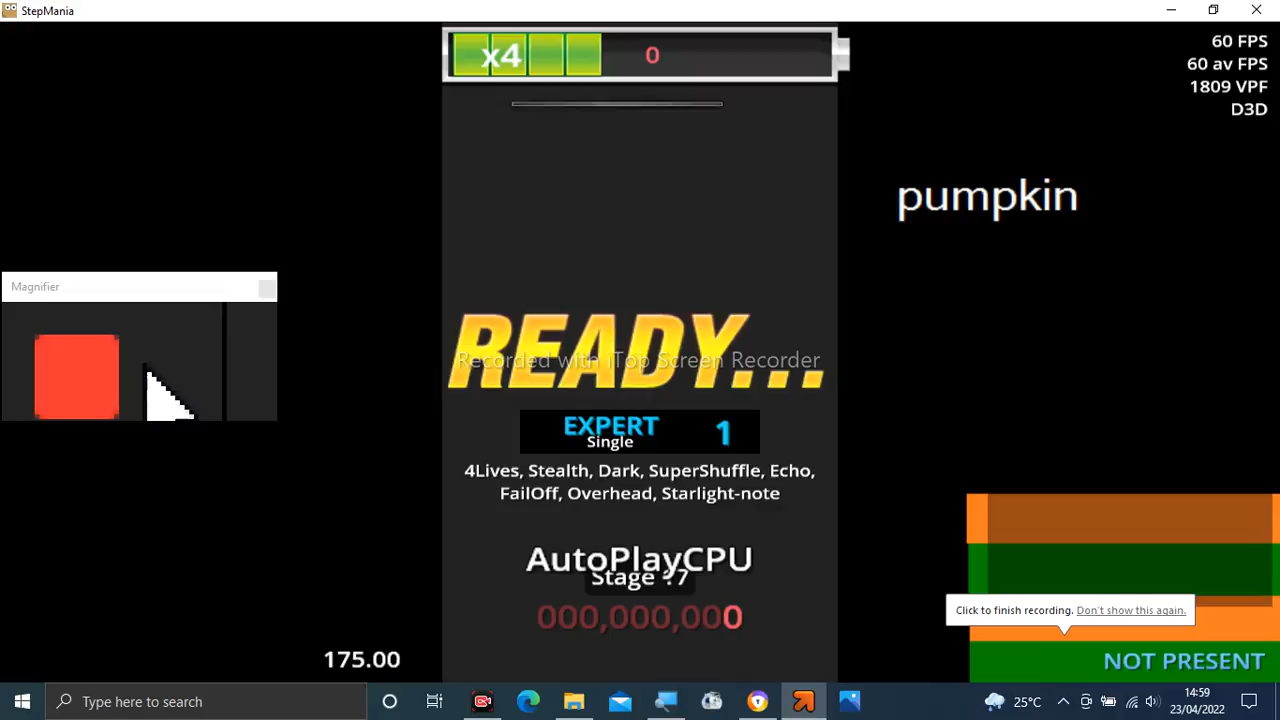 StepMania
x4
0
60 FPS
60 av FPS
1809 VPF
D3D
pumpkin
Magnifier
READY...
Recorded with iTop Screen Recorder
EXPERT 1
Single
4Lives, Stealth, Dark, SuperShuffle, Echo,
FailOff, Overhead, Starlight-note
AutoPlayCPU
000,000,000
Click to finish recording. Don't show this again.
175.00
NOT PRESENT
Type here to search
25°C
14:59
23/04/2022